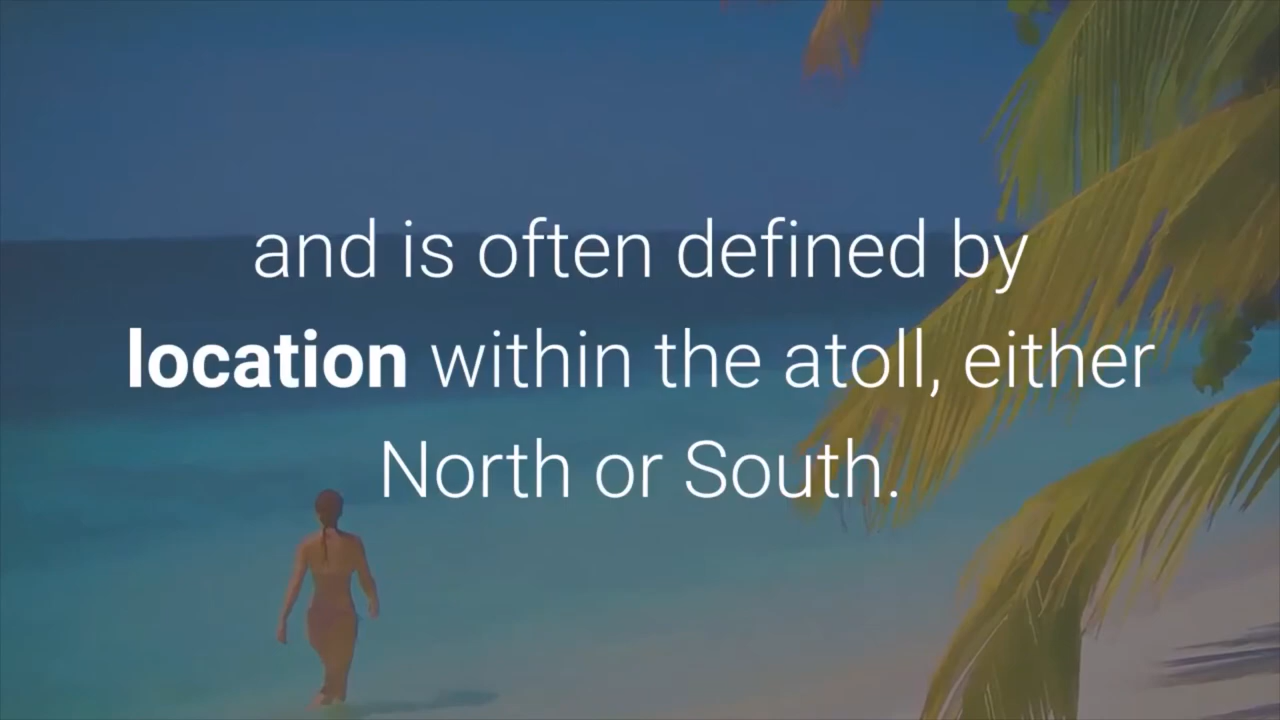 and is often defined by
location within the atoll, either
North or South.